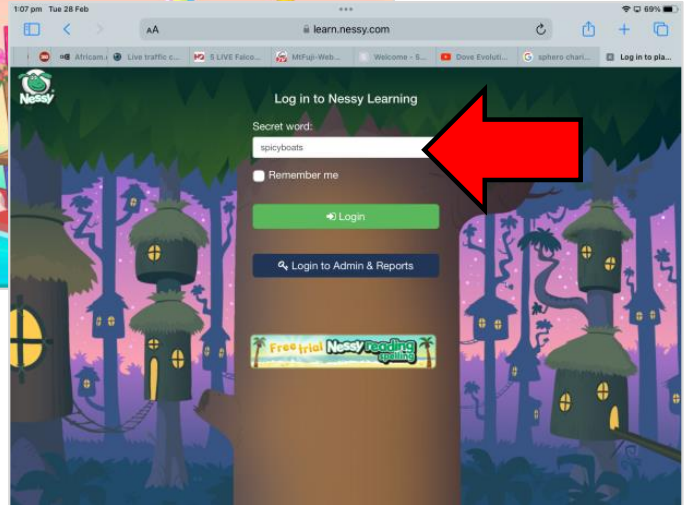 1:07 pm Tue 28 Feb
69%
AA
learn.nessy.com
Africam.
Live traffic c...
5 LIVE Falco...
MtFuji-Web...
Welcome - S...
Dove Evoluti...
sphero chari...
Log in to pla...
Nessy
Log in to Nessy Learning
Secret word:
spicyboats
Remember me
Login
Login to Admin & Reports
Free trial Nessy reading
spelling